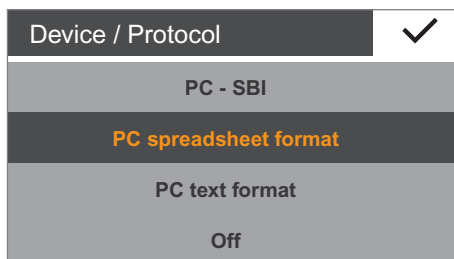 Device / Protocol
PC - SBI
PC spreadsheet format
PC text format
Off